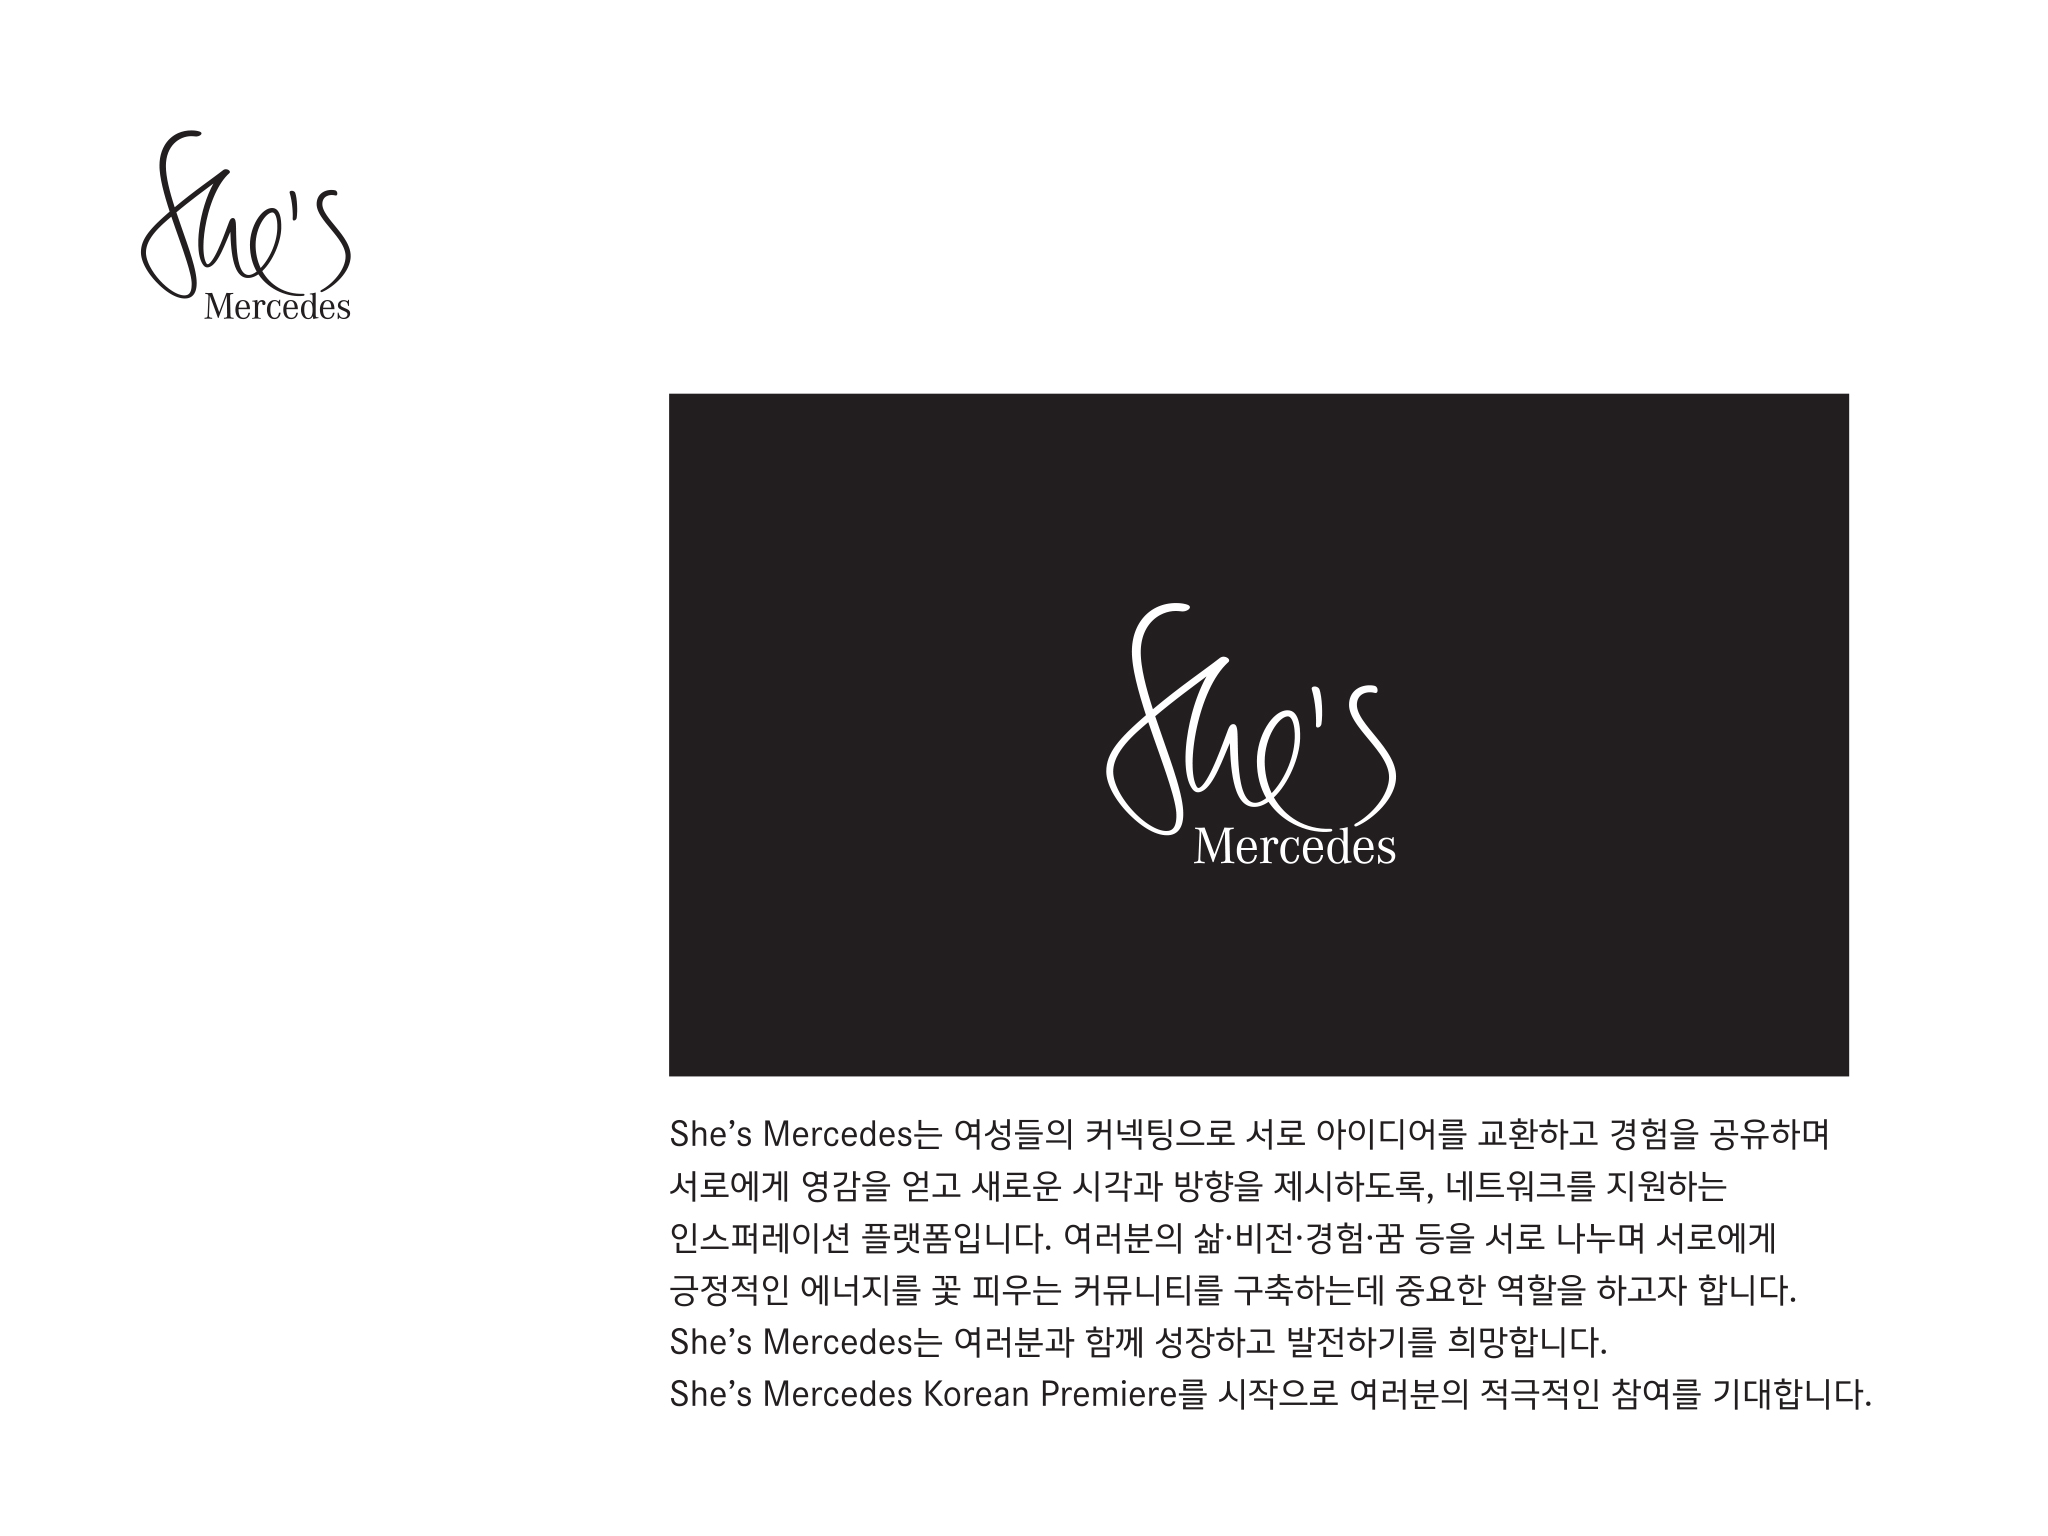 She's
Mercedes
She's
Mercedes
She’s Mercedes는 여성들의 커넥팅으로 서로 아이디어를 교환하고 경험을 공유하며
서로에게 영감을 얻고 새로운 시각과 방향을 제시하도록, 네트워크를 지원하는
인스퍼레이션 플랫폼입니다. 여러분의 삶·비전·경험·꿈 등을 서로 나누며 서로에게
긍정적인 에너지를 꽃 피우는 커뮤니티를 구축하는데 중요한 역할을 하고자 합니다.
She’s Mercedes는 여러분과 함께 성장하고 발전하기를 희망합니다.
She’s Mercedes Korean Premiere를 시작으로 여러분의 적극적인 참여를 기대합니다.